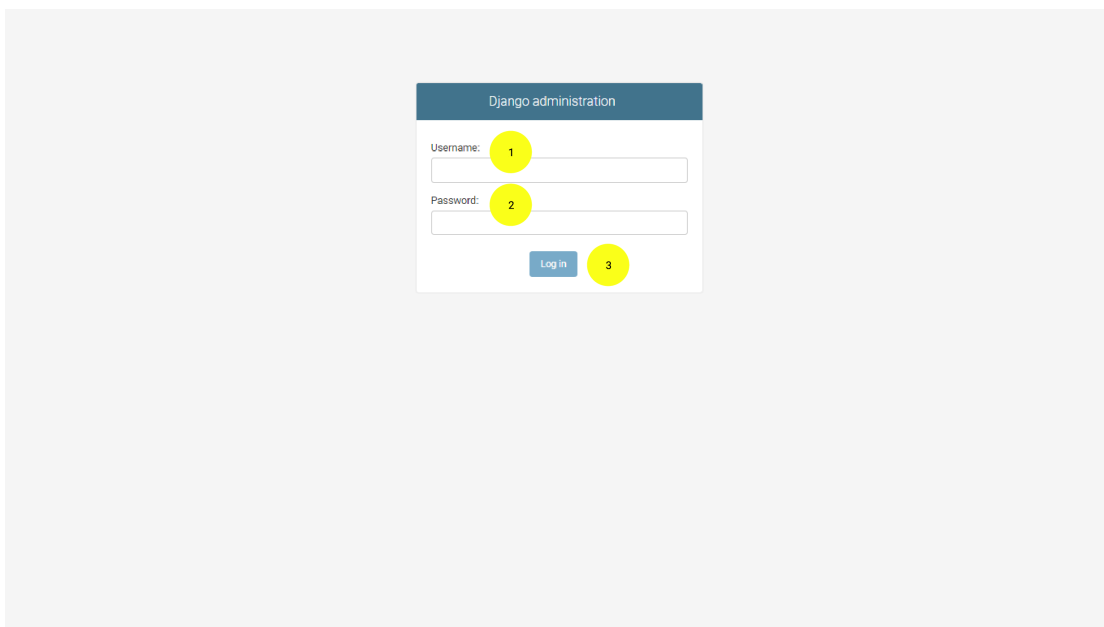 Django administration
Username:
1
Password:
2
Log in
3